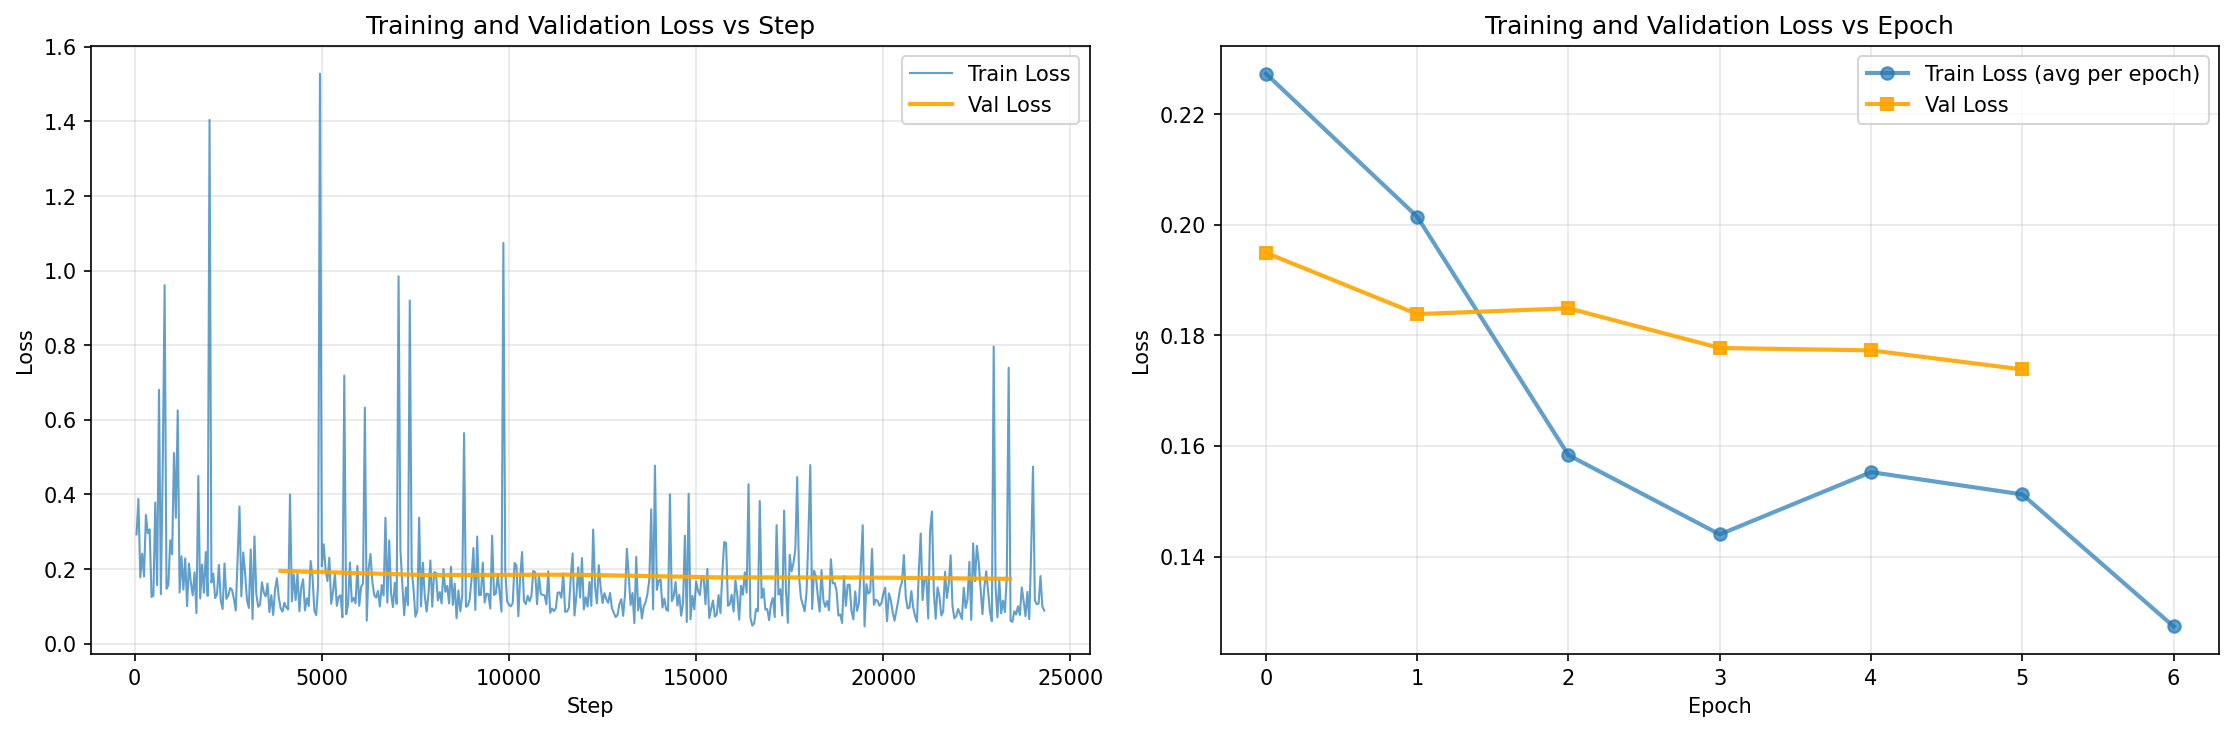 Training and Validation Loss vs Step
Train Loss
Val Loss
1.6
1.4
1.2
1.0
0.8
0.6
0.4
0.2
0.0
Loss
0
5000
10000
15000
20000
25000
Step
Training and Validation Loss vs Epoch
Train Loss (avg per epoch)
Val Loss
0.22
0.20
0.18
0.16
0.14
Loss
0
1
2
3
4
5
6
Epoch